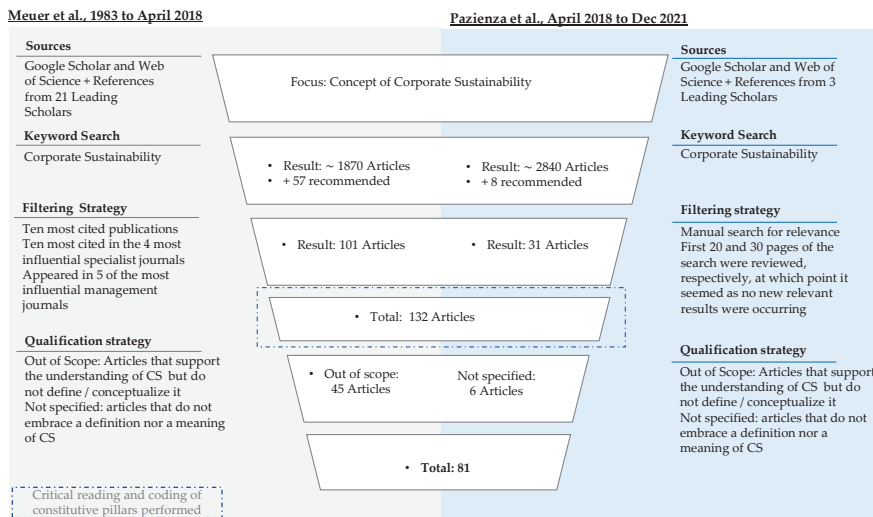 Meuer et al., 1983 to April 2018
Pazienza et al., April 2018 to Dec 2021
Sources
Google Scholar and Web
of Science + References
from 21 Leading
Scholars
Keyword Search
Corporate Sustainability
Filtering Strategy
Ten most cited publications
Ten most cited in the 4 most
influential specialist journals
Appeared in 5 of the most
influential management
journals
Qualification strategy
Out of Scope: Articles that support
the understanding of CS but do
not define / conceptualize it
Not specified: articles that do not
embrace a definition nor a meaning
of CS
Critical reading and coding of
constitutive pillars performed
Focus: Concept of Corporate Sustainability
• Result: ~ 1870 Articles
• + 57 recommended
• Result: ~ 2840 Articles
• + 8 recommended
• Result: 101 Articles
• Result: 31 Articles
• Total: 132 Articles
• Out of scope:
45 Articles
Not specified:
6 Articles
• Total: 81
Sources
Google Scholar and Web of
Science + References from 3
Leading Scholars
Keyword Search
Corporate Sustainability
Filtering strategy
Manual search for relevance
First 20 and 30 pages of the
search were reviewed,
respectively, at which point it
seemed as no new relevant
results were occurring
Qualification strategy
Out of Scope: Articles that support
the understanding of CS but do
not define / conceptualize it
Not specified: articles that do not
embrace a definition nor a
meaning of CS